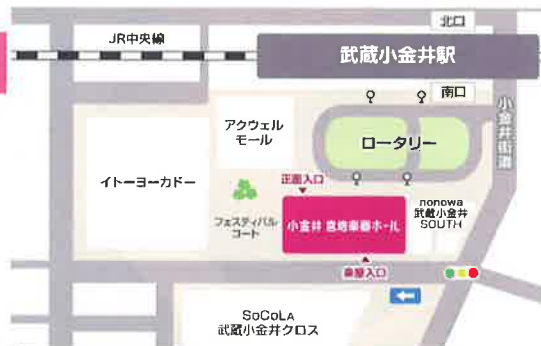 北口
JR中央線
武蔵小金井駅
南口
小金井街道
アクウェル
モール
ロータリー
イトーヨーカドー
正面入口
フェスティバル
コート
小金井 宮地楽器ホール
nonowa
武蔵小金井
SOUTH
楽屋入口
SoCoLA
武蔵小金井クロス